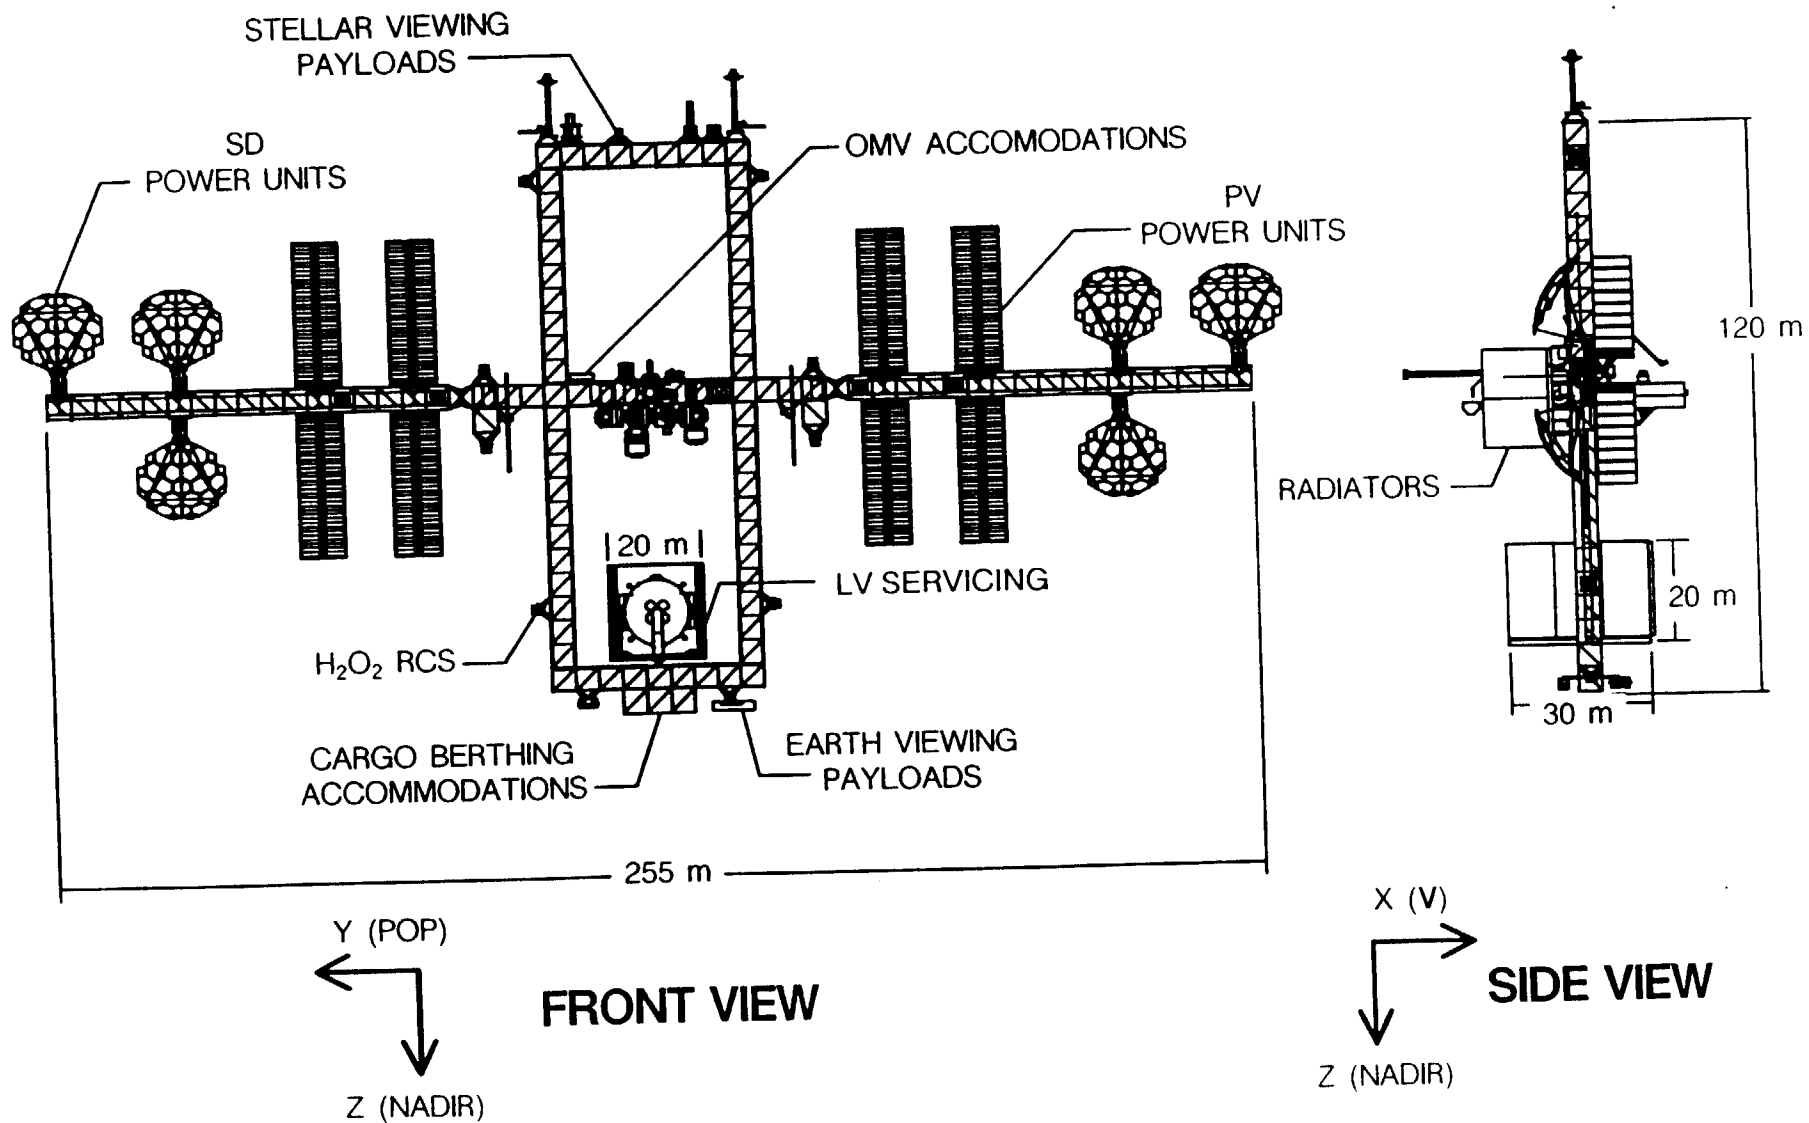 STELLAR VIEWING
PAYLOADS
SD
POWER UNITS
OMV ACCOMODATIONS
PV
POWER UNITS
120 m
RADIATORS
20 m
LV SERVICING
20 m
H₂O₂ RCS
30 m
CARGO BERTHING
ACCOMMODATIONS
EARTH VIEWING
PAYLOADS
255 m
Y (POP)
Z (NADIR)
FRONT VIEW
X (V)
Z (NADIR)
SIDE VIEW